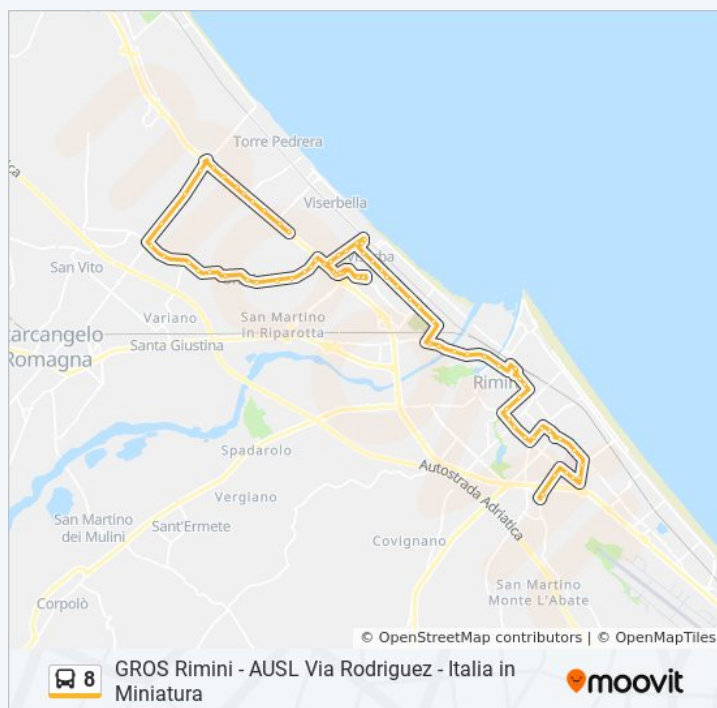 Torre Pedrera
Viserbella
San Vito
Variano
San Martino
in Riparotta
Santa Giustina
Romagna
Spadarolo
Vergiano
San Martino
dei Mulini
Sant'Ermete
Autostrada Adriatica
Covignano
Corpolò
San Martino
Monte L'Abate
© OpenStreetMap contributors | © OpenMapTiles
8
GROS Rimini - AUSL Via Rodriguez - Italia in
Miniatura
moovit